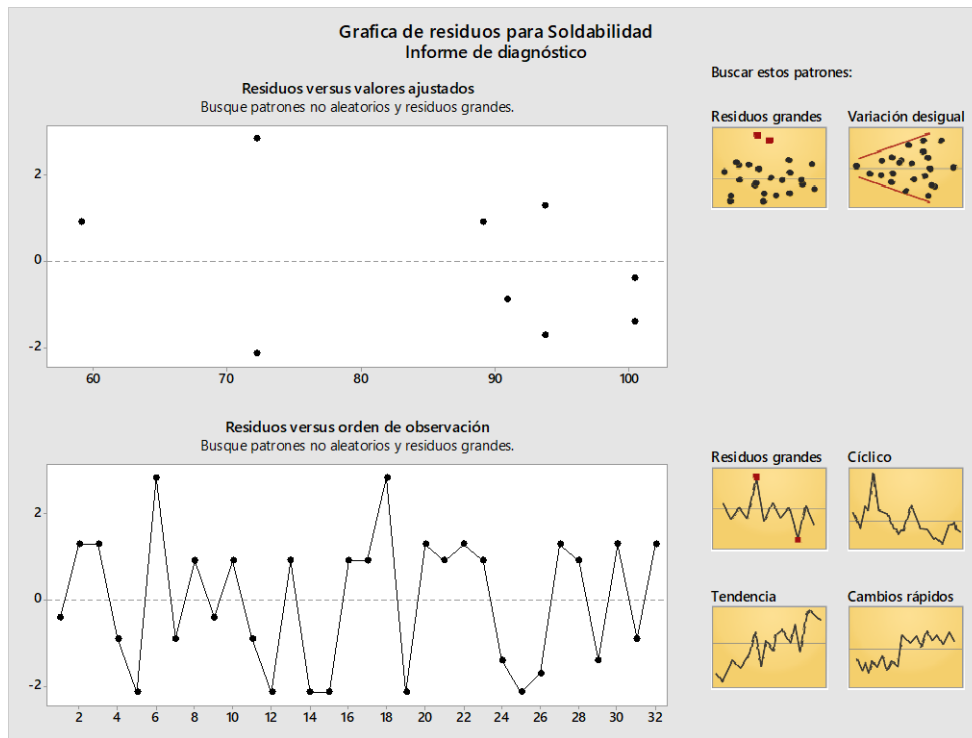 Grafica de residuos para Soldabilidad
Informe de diagnóstico
Residuos versus valores ajustados
Busque patrones no aleatorios y residuos grandes.
2
0
-2
60 70 80 90 100
Residuos versus orden de observación
Busque patrones no aleatorios y residuos grandes.
2
0
-2
2 4 6 8 10 12 14 16 18 20 22 24 26 28 30 32
Buscar estos patrones:
Residuos grandes Variación desigual
Residuos grandes Cíclico
Tendencia Cambios rápidos